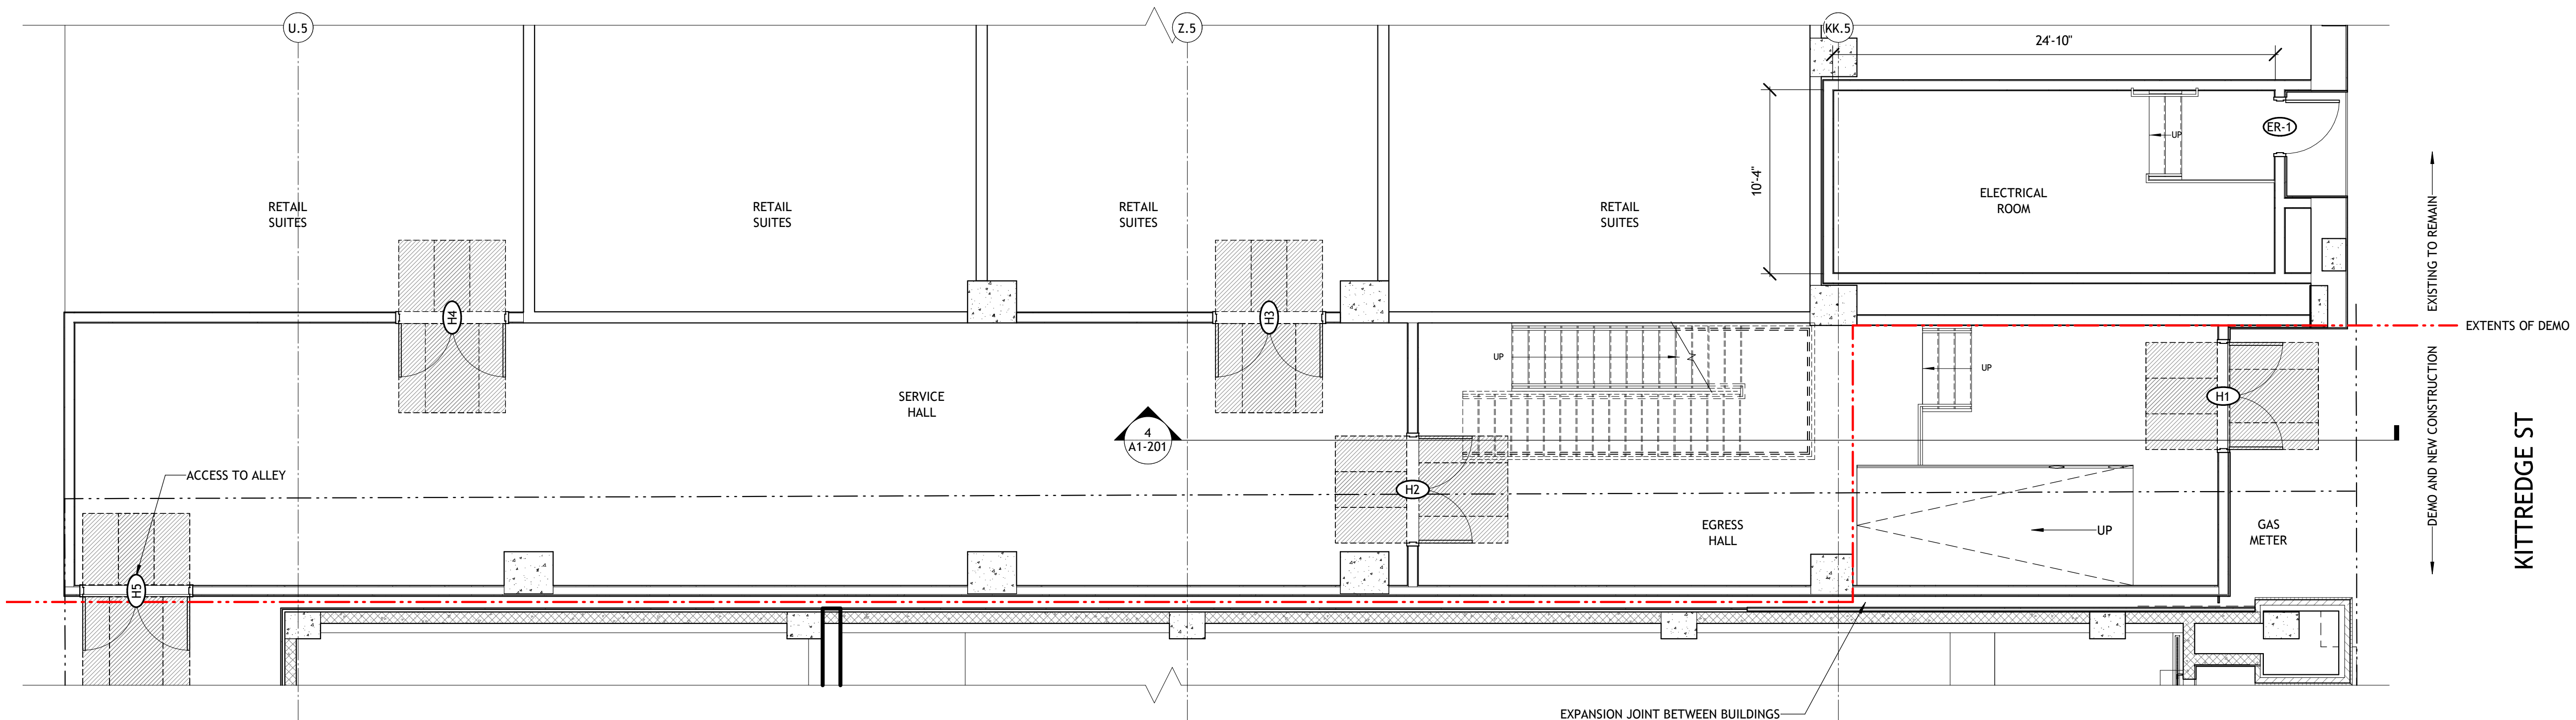 U.5
Z.5
KK.5
24'-10"
10'-4"
ER-1
UP
ELECTRICAL
ROOM
RETAIL
SUITES
RETAIL
SUITES
RETAIL
SUITES
RETAIL
SUITES
EXISTING TO REMAIN
EXTENTS OF DEMO
DEMO AND NEW CONSTRUCTION
KITTREDGE ST
H4
H3
UP
UP
H1
SERVICE
HALL
4
A1-201
ACCESS TO ALLEY
H2
EGRESS
HALL
UP
GAS
METER
H5
EXPANSION JOINT BETWEEN BUILDINGS